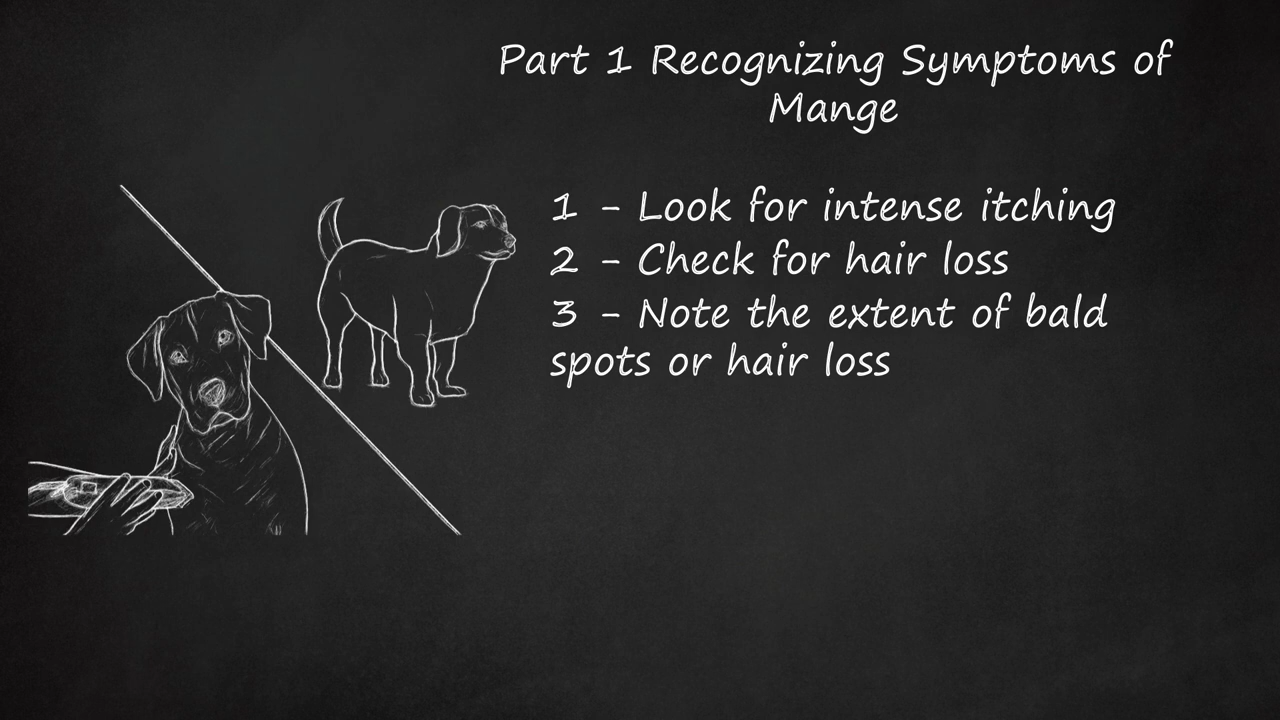 Part 1 Recognizing Symptoms of
Mange
1 - Look for intense itching
2 - Check for hair loss
3 - Note the extent of bald
spots or hair loss